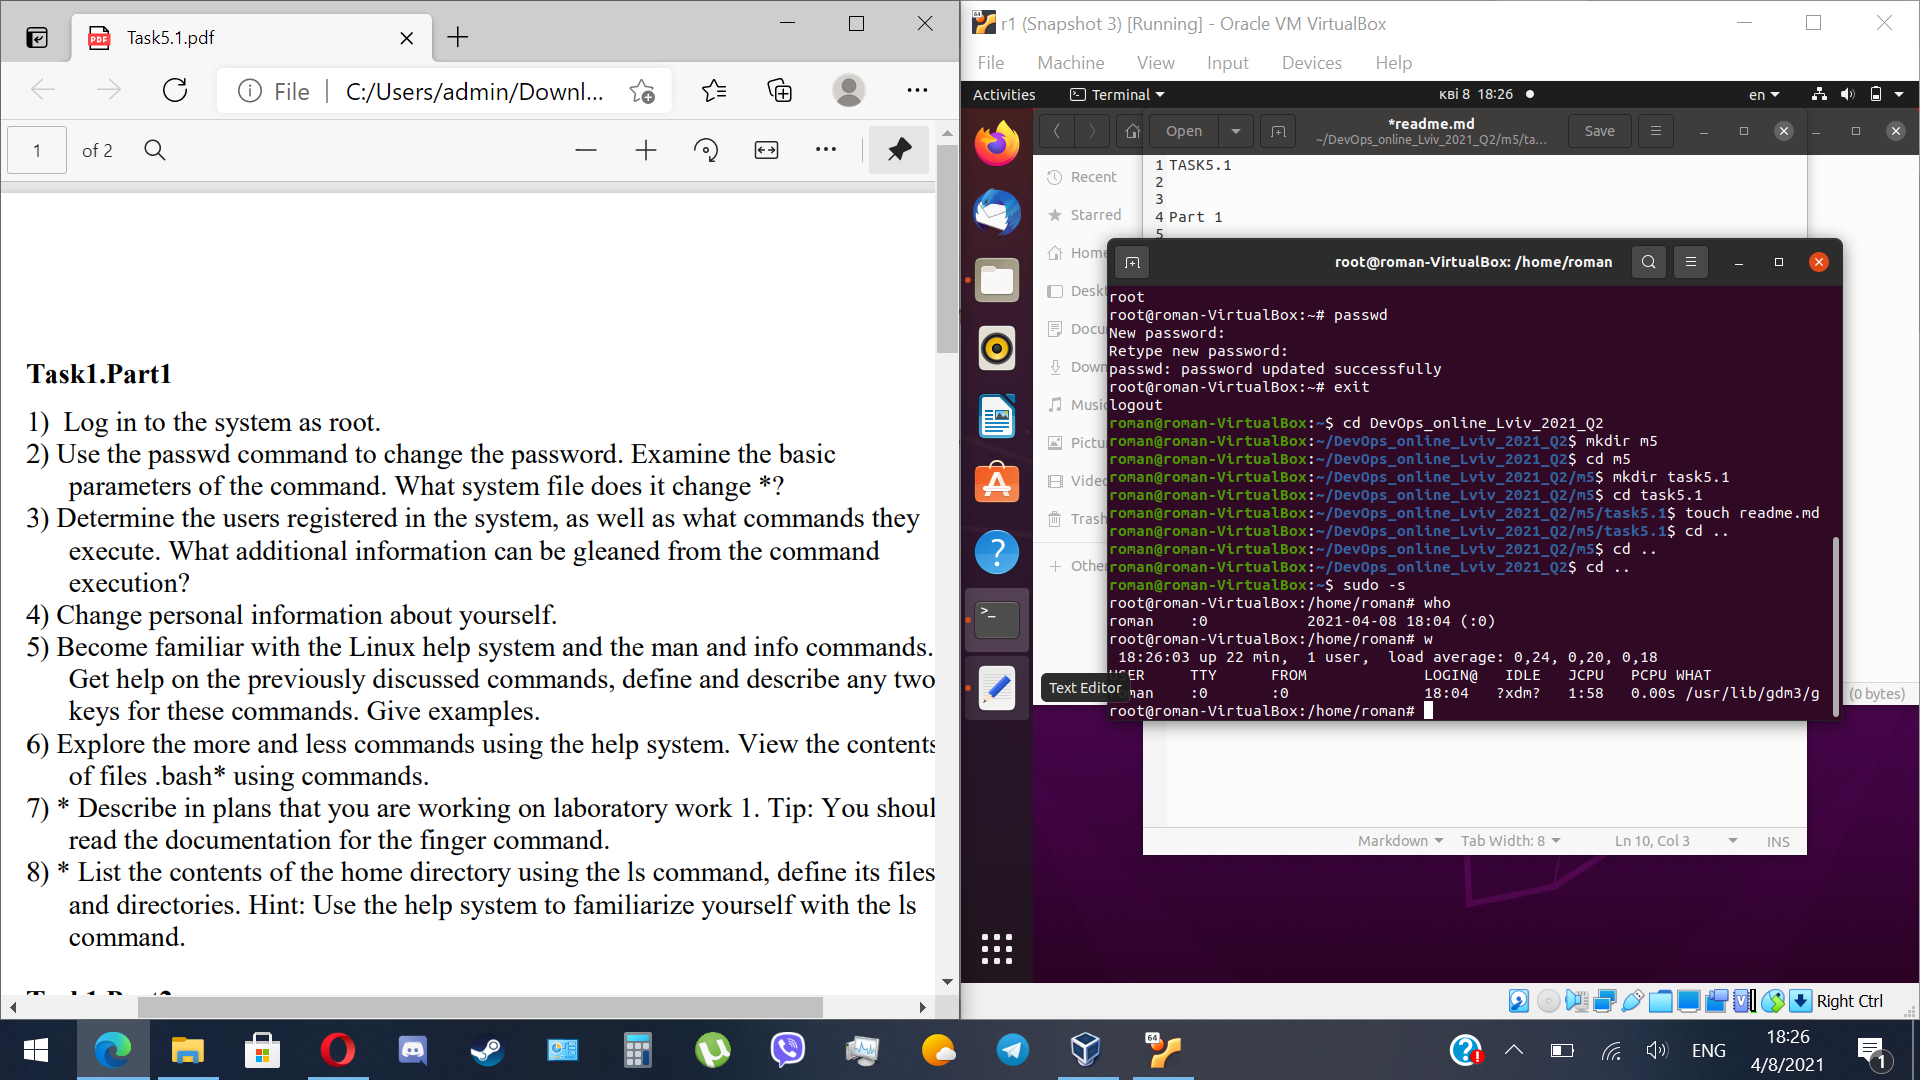 Task5.1.pdf
File
C:/Users/admin/Downl...
1
of 2
Task1.Part1
1) Log in to the system as root.
2) Use the passwd command to change the password. Examine the basic
parameters of the command. What system file does it change *?
3) Determine the users registered in the system, as well as what commands they
execute. What additional information can be gleaned from the command
execution?
4) Change personal information about yourself.
5) Become familiar with the Linux help system and the man and info commands.
Get help on the previously discussed commands, define and describe any two
keys for these commands. Give examples.
6) Explore the more and less commands using the help system. View the contents
of files .bash* using commands.
7) * Describe in plans that you are working on laboratory work 1. Tip: You shoul
read the documentation for the finger command.
8) * List the contents of the home directory using the ls command, define its files
and directories. Hint: Use the help system to familiarize yourself with the ls
command.
r1 (Snapshot 3) [Running] - Oracle VM VirtualBox
File Machine View Input Devices Help
Activities
Terminal
кві 8 18:26
en
Open
*readme.md
~/DevOps_online_Lviv_2021_Q2/m5/ta...
Save
Recent
Starred
Home
Deskt
Docu
Down
Music
Pictu
Video
Trash
Other
1 TASK5.1
2
3
4 Part 1
5
root@roman-VirtualBox: /home/roman
root
root@roman-VirtualBox:~# passwd
New password:
Retype new password:
passwd: password updated successfully
root@roman-VirtualBox:~# exit
logout
roman@roman-VirtualBox:~$ cd DevOps_online_Lviv_2021_Q2
roman@roman-VirtualBox:~/DevOps_online_Lviv_2021_Q2$ mkdir m5
roman@roman-VirtualBox:~/DevOps_online_Lviv_2021_Q2$ cd m5
roman@roman-VirtualBox:~/DevOps_online_Lviv_2021_Q2/m5$ mkdir task5.1
roman@roman-VirtualBox:~/DevOps_online_Lviv_2021_Q2/m5$ cd task5.1
roman@roman-VirtualBox:~/DevOps_online_Lviv_2021_Q2/m5/task5.1$ touch readme.md
roman@roman-VirtualBox:~/DevOps_online_Lviv_2021_Q2/m5/task5.1$ cd ..
roman@roman-VirtualBox:~/DevOps_online_Lviv_2021_Q2/m5$ cd ..
roman@roman-VirtualBox:~/DevOps_online_Lviv_2021_Q2$ cd ..
roman@roman-VirtualBox:~$ sudo -s
root@roman-VirtualBox:/home/roman# who
roman :0 2021-04-08 18:04 (:0)
root@roman-VirtualBox:/home/roman# w
18:26:03 up 22 min, 1 user, load average: 0,24, 0,20, 0,18
USER TTY FROM LOGIN@ IDLE JCPU PCPU WHAT
man :0 :0 18:04 ?xdm? 1:58 0.00s /usr/lib/gdm3/g
root@roman-VirtualBox:/home/roman#
Text Editor
(0 bytes)
Markdown
Tab Width: 8
Ln 10, Col 3
INS
Right Ctrl
ENG
18:26
4/8/2021
1